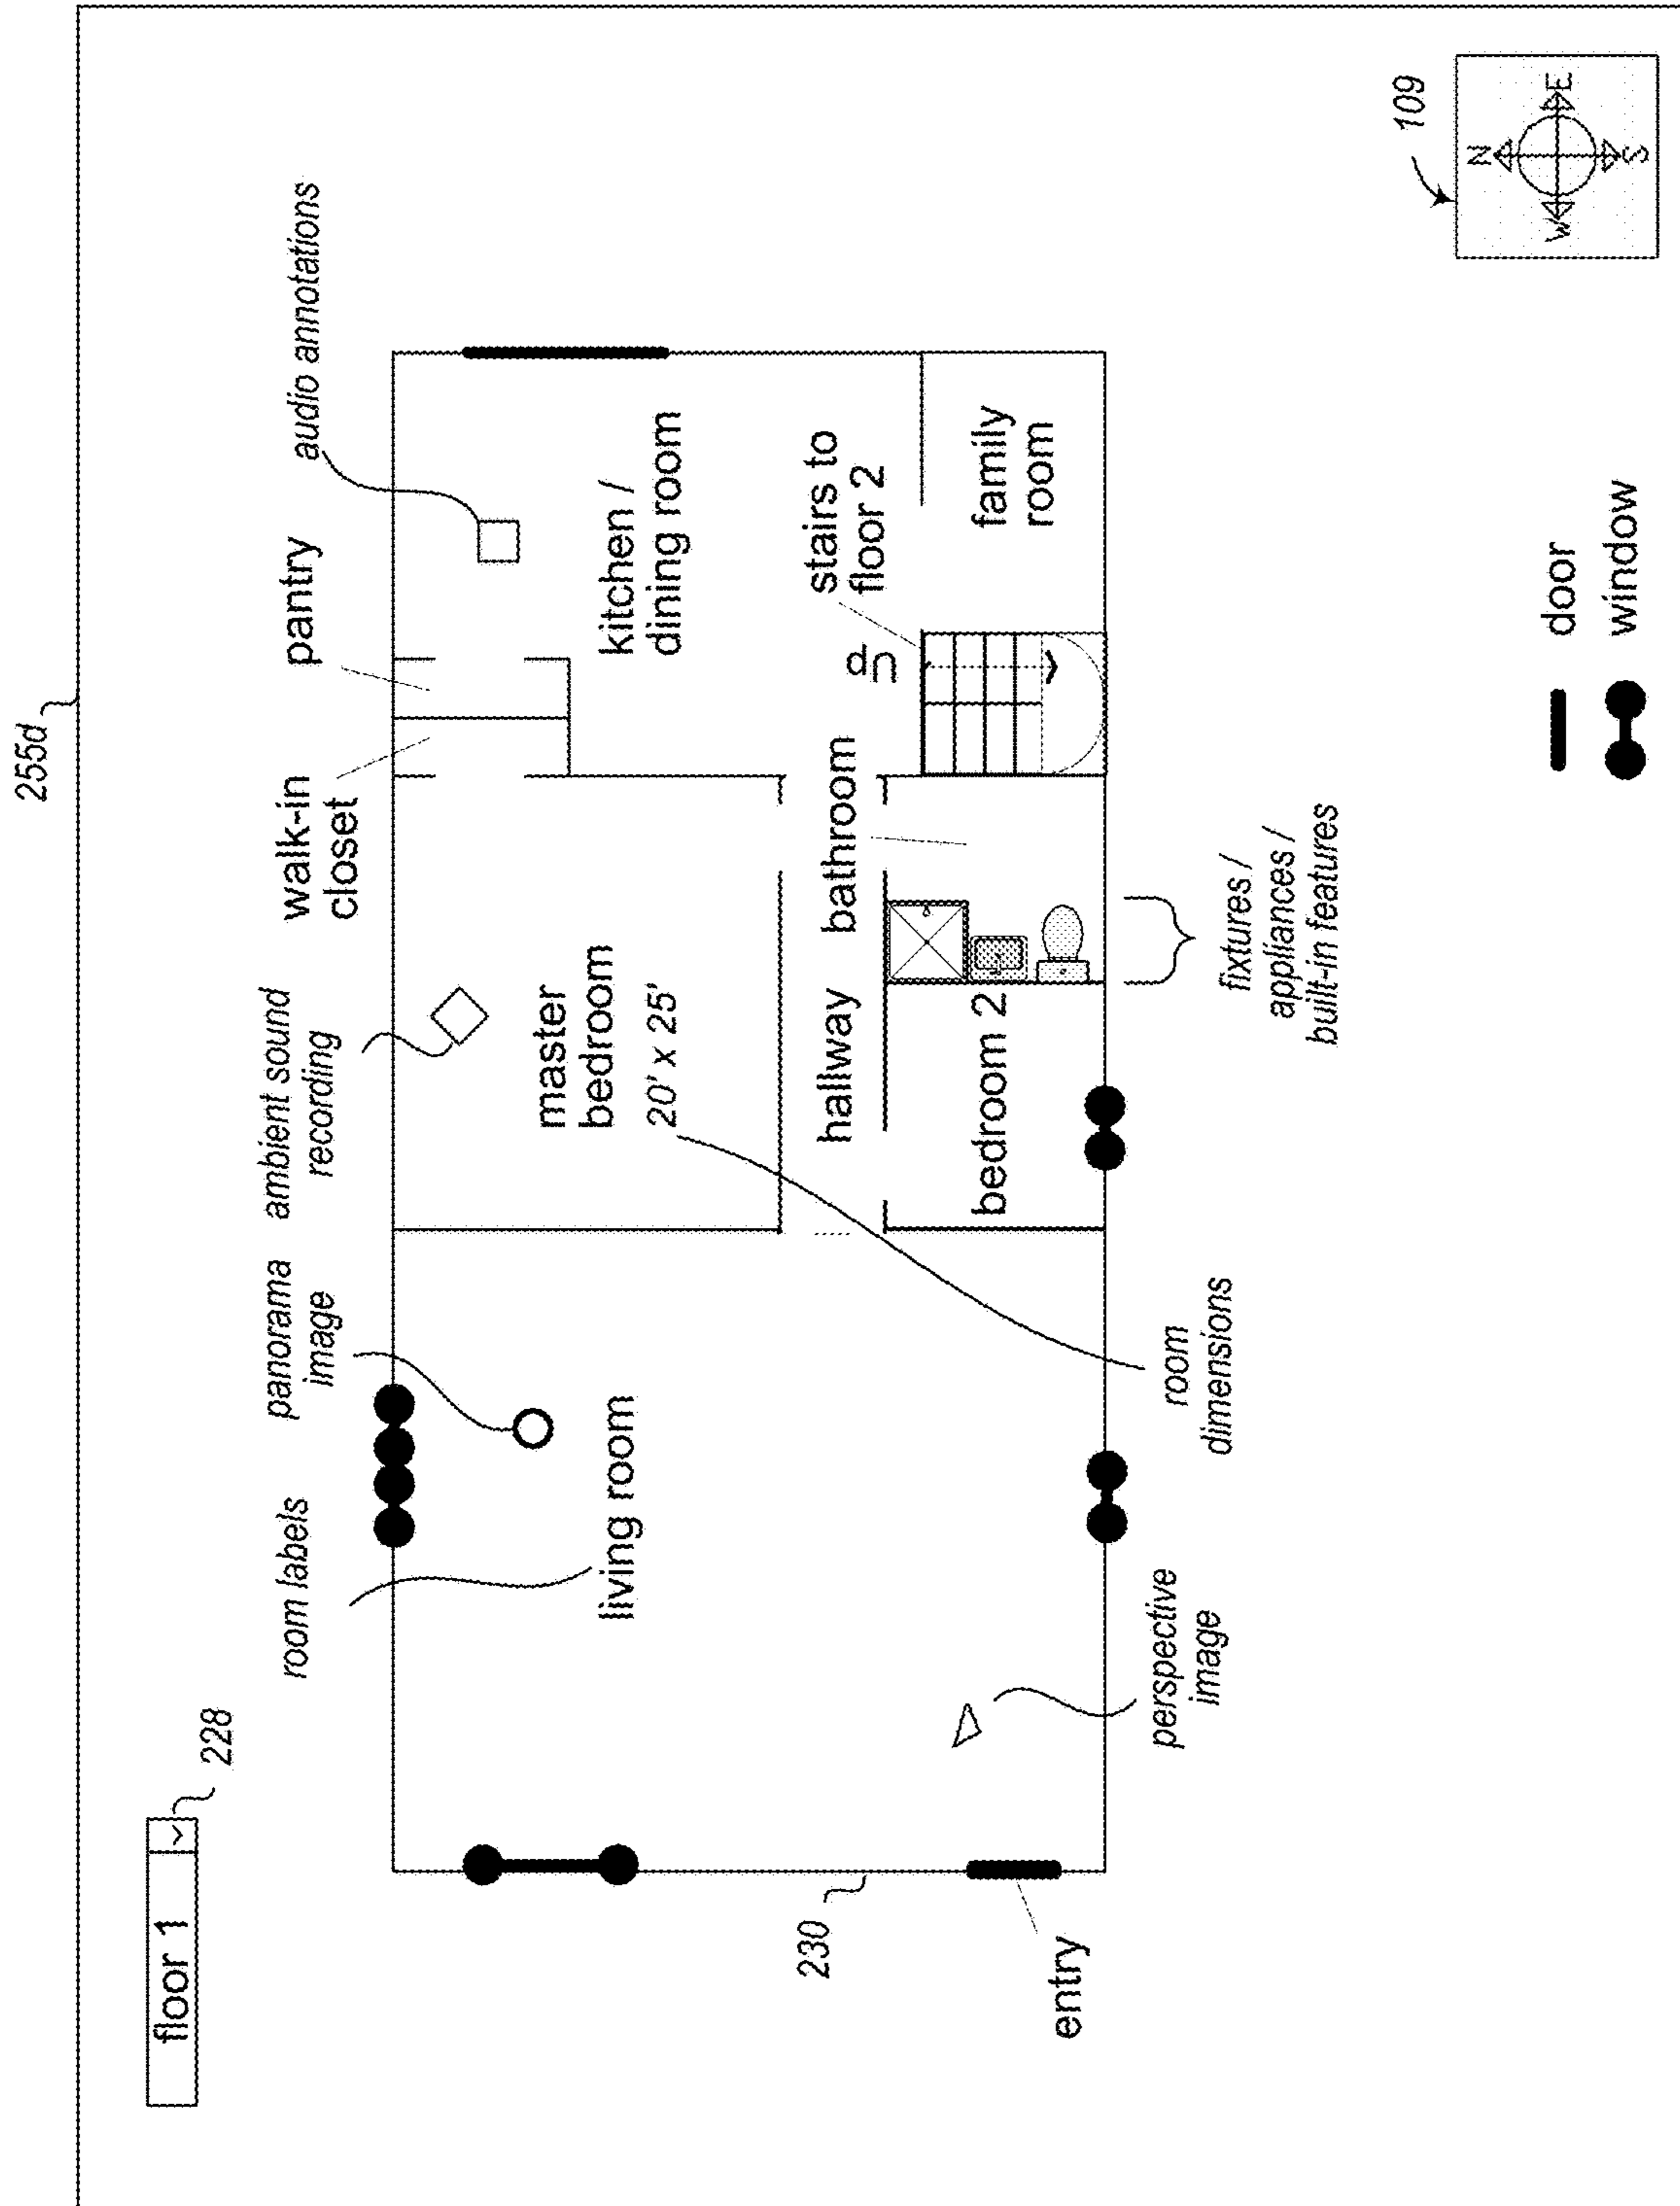 255d
floor 1
228
room labels
panorama
image
ambient sound
recording
walk-in
closet
pantry
audio annotations
living room
master
bedroom
20' x 25'
kitchen /
dining room
hallway
bathroom
up
stairs to
floor 2
bedroom 2
family
room
230
entry
perspective
image
room
dimensions
fixtures /
appliances /
built-in features
109
N
W
E
S
door
window